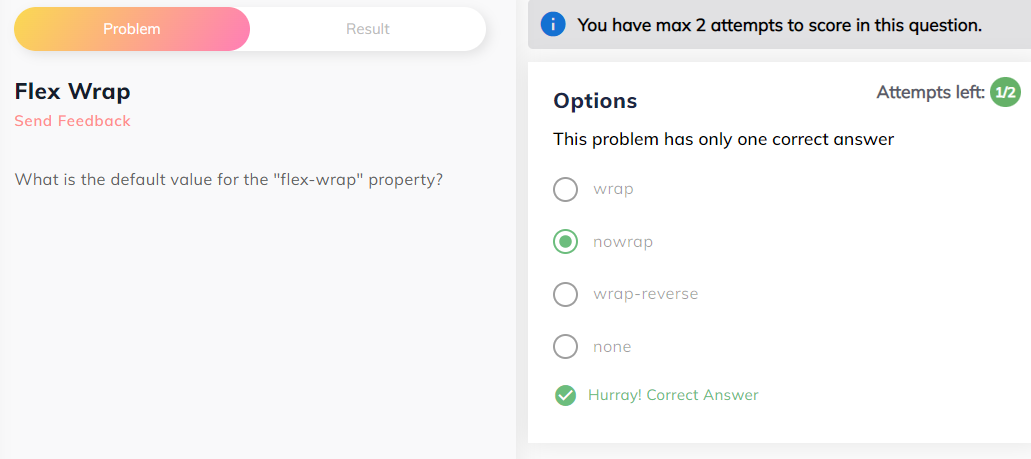 Problem
Result
Flex Wrap
Send Feedback
What is the default value for the "flex-wrap" property?
You have max 2 attempts to score in this question.
Options
Attempts left: 1/2
This problem has only one correct answer
wrap
nowrap
wrap-reverse
none
Hurray! Correct Answer